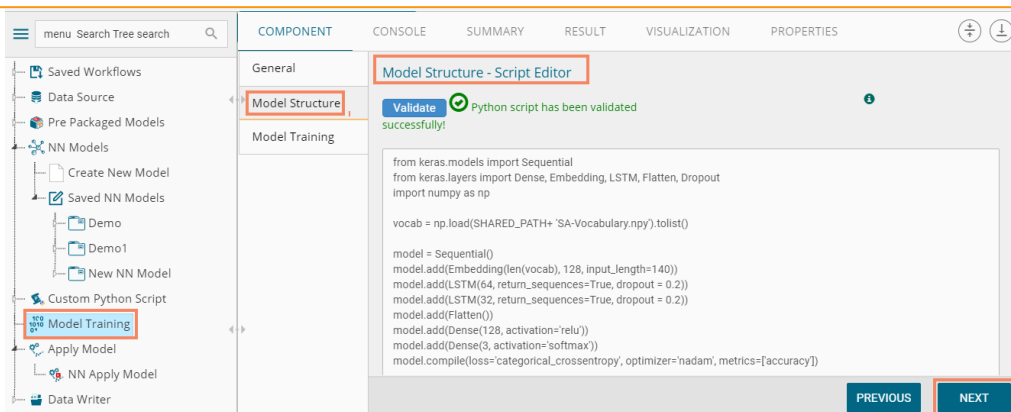 menu Search Tree search
Saved Workflows
Data Source
Pre Packaged Models
NN Models
Create New Model
Saved NN Models
Demo
Demo1
New NN Model
Custom Python Script
Model Training
Apply Model
NN Apply Model
Data Writer
COMPONENT CONSOLE SUMMARY RESULT VISUALIZATION PROPERTIES
General
Model Structure
Model Training
Model Structure - Script Editor
Validate Python script has been validated
successfully!
from keras.models import Sequential
from keras.layers import Dense, Embedding, LSTM, Flatten, Dropout
import numpy as np
vocab = np.load(SHARED_PATH+ 'SA-Vocabulary.npy').tolist()
model = Sequential()
model.add(Embedding(len(vocab), 128, input_length=140))
model.add(LSTM(64, return_sequences=True, dropout = 0.2))
model.add(LSTM(32, return_sequences=True, dropout = 0.2))
model.add(Flatten())
model.add(Dense(128, activation='relu'))
model.add(Dense(3, activation='softmax'))
model.compile(loss='categorical_crossentropy', optimizer='nadam', metrics=['accuracy'])
PREVIOUS NEXT